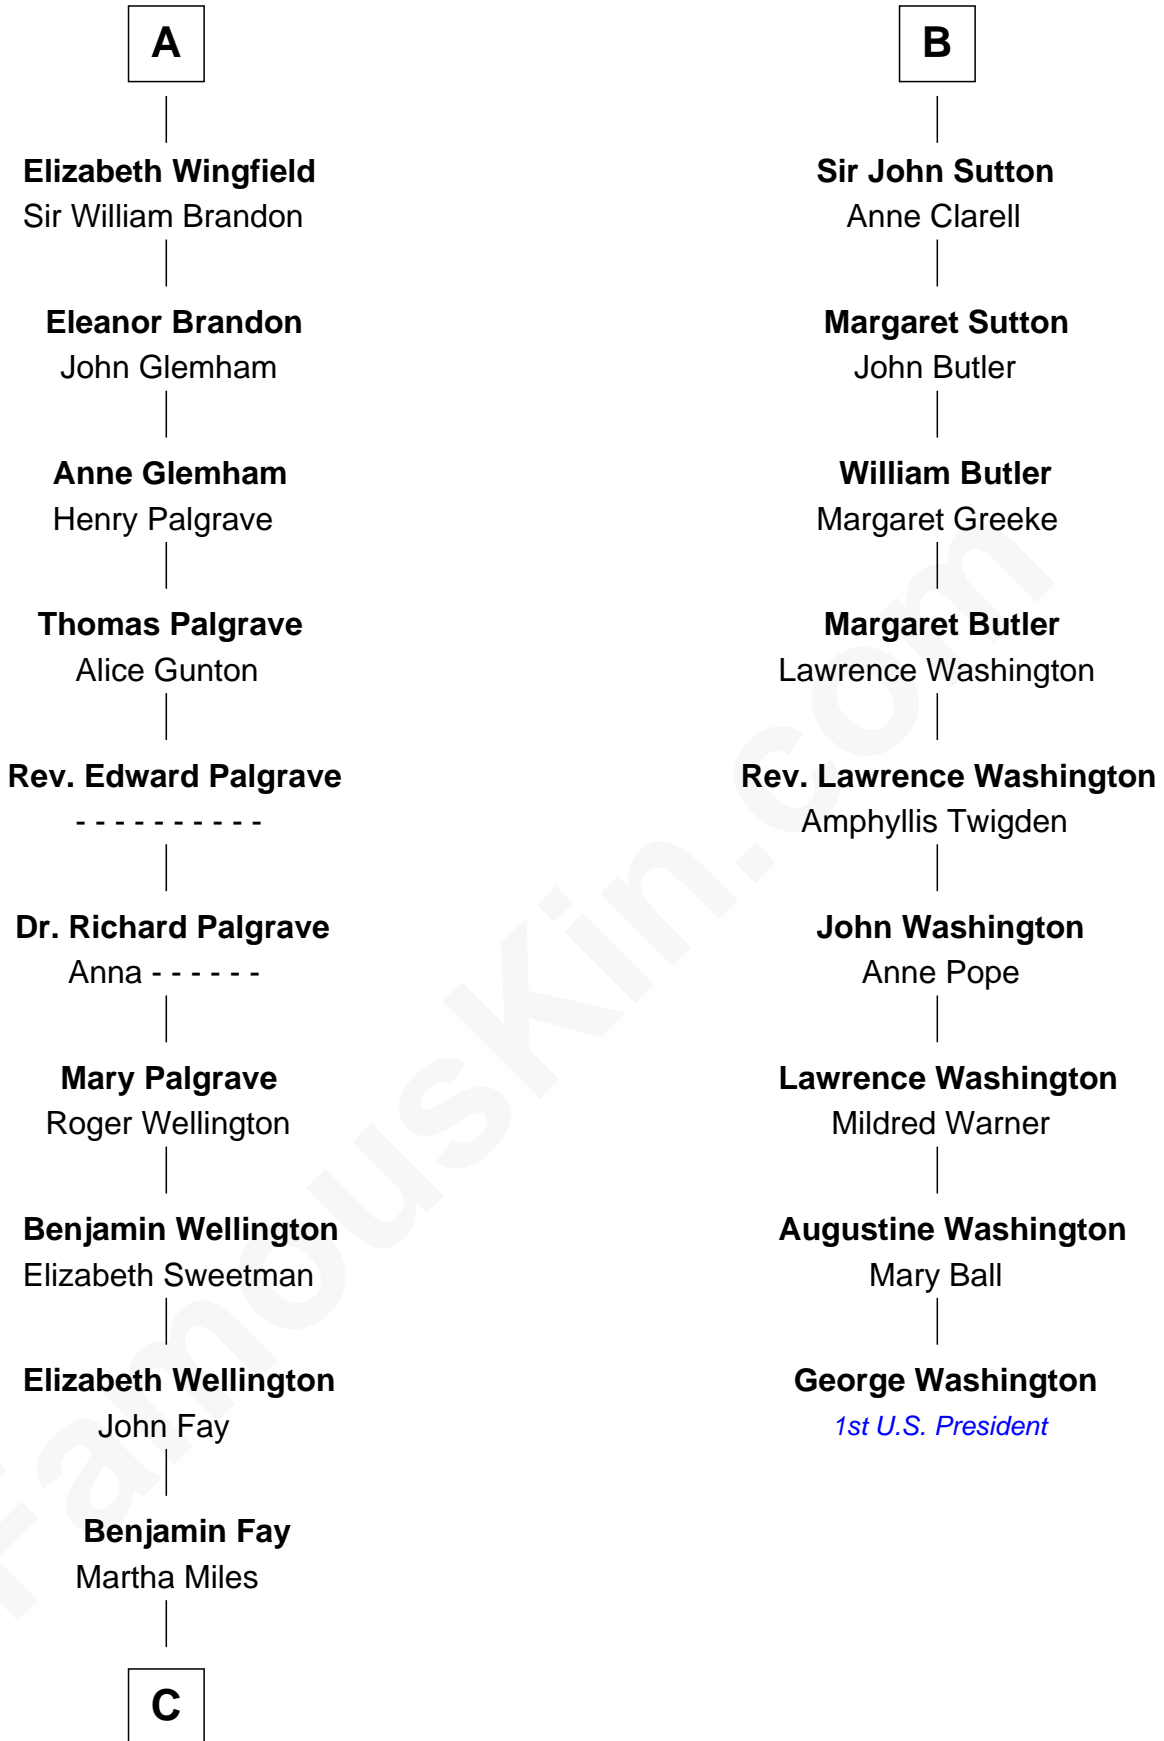 A
Elizabeth Wingfield
Sir William Brandon
Eleanor Brandon
John Glemham
Anne Glemham
Henry Palgrave
Thomas Palgrave
Alice Gunton
Rev. Edward Palgrave
- - - - - - - - - -
Dr. Richard Palgrave
Anna - - - - - -
Mary Palgrave
Roger Wellington
Benjamin Wellington
Elizabeth Sweetman
Elizabeth Wellington
John Fay
Benjamin Fay
Martha Miles
C
B
Sir John Sutton
Anne Clarell
Margaret Sutton
John Butler
William Butler
Margaret Greeke
Margaret Butler
Lawrence Washington
Rev. Lawrence Washington
Amphyllis Twigden
John Washington
Anne Pope
Lawrence Washington
Mildred Warner
Augustine Washington
Mary Ball
George Washington
1st U.S. President
FamousKin.com